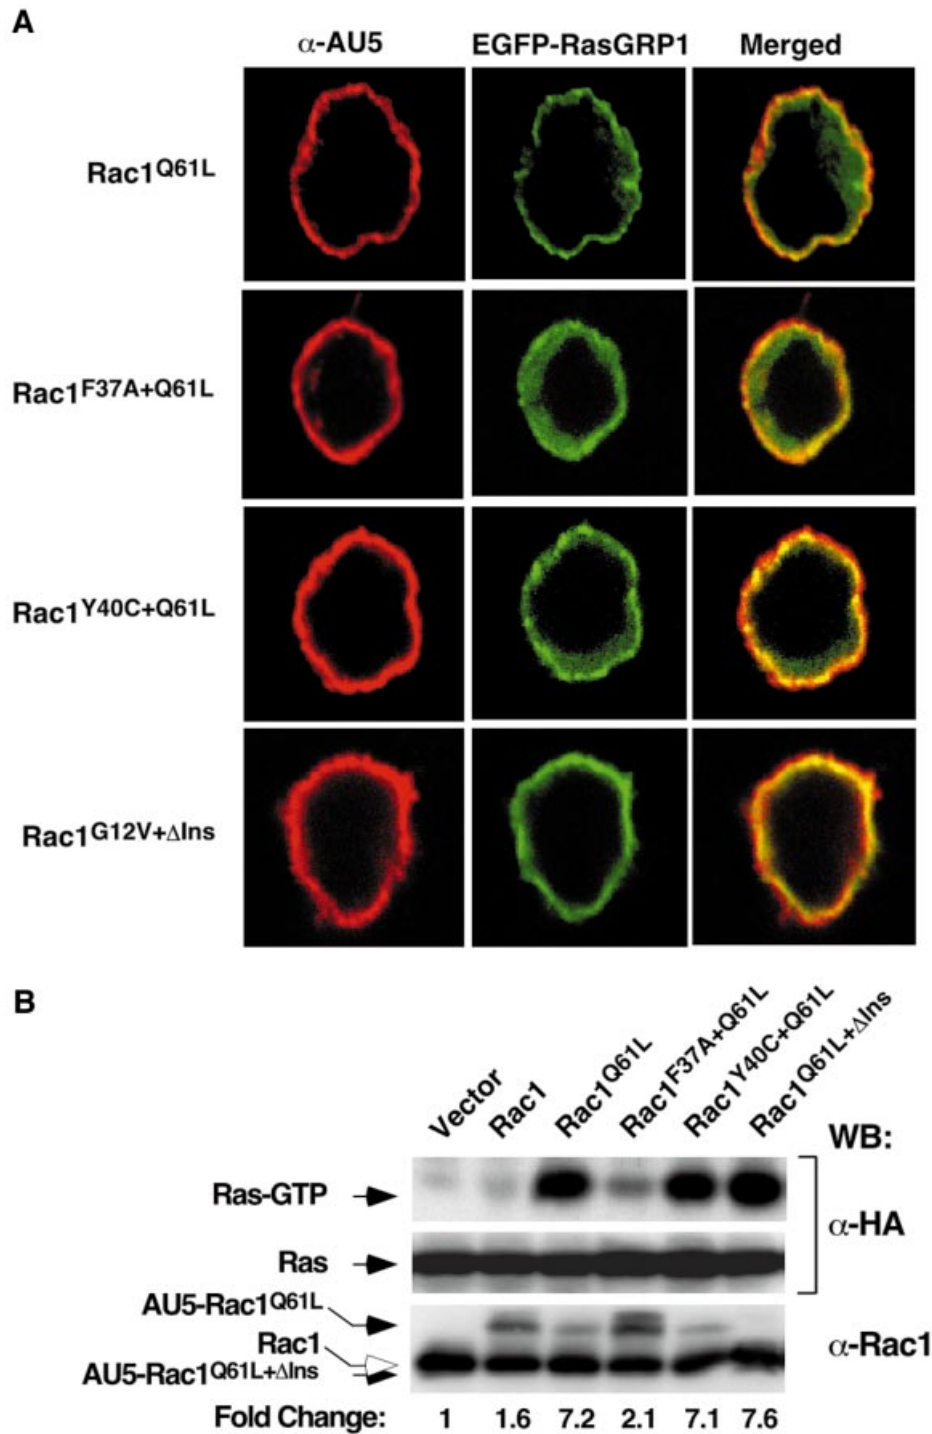 A
α-AU5 EGFP-RasGRP1 Merged
Rac1Q61L
Rac1F37A+Q61L
Rac1Y40C+Q61L
Rac1G12V+ΔIns
B
Vector Rac1 Rac1Q61L Rac1F37A+Q61L Rac1Y40C+Q61L Rac1Q61L+ΔIns
WB:
Ras-GTP
α-HA
Ras
AU5-Rac1Q61L
Rac1
α-Rac1
AU5-Rac1Q61L+ΔIns
Fold Change: 1 1.6 7.2 2.1 7.1 7.6